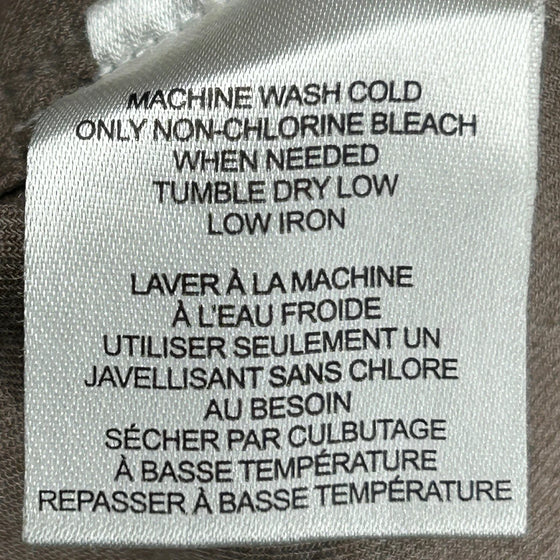 MACHINE WASH COLD
ONLY NON-CHLORINE BLEACH
WHEN NEEDED
TUMBLE DRY LOW
LOW IRON
LAVER À LA MACHINE
À L'EAU FROIDE
UTILISER SEULEMENT UN
JAVELLISANT SANS CHLORE
AU BESOIN
SÉCHER PAR CULBUTAGE
À BASSE TEMPÉRATURE
REPASSER À BASSE TEMPÉRATURE